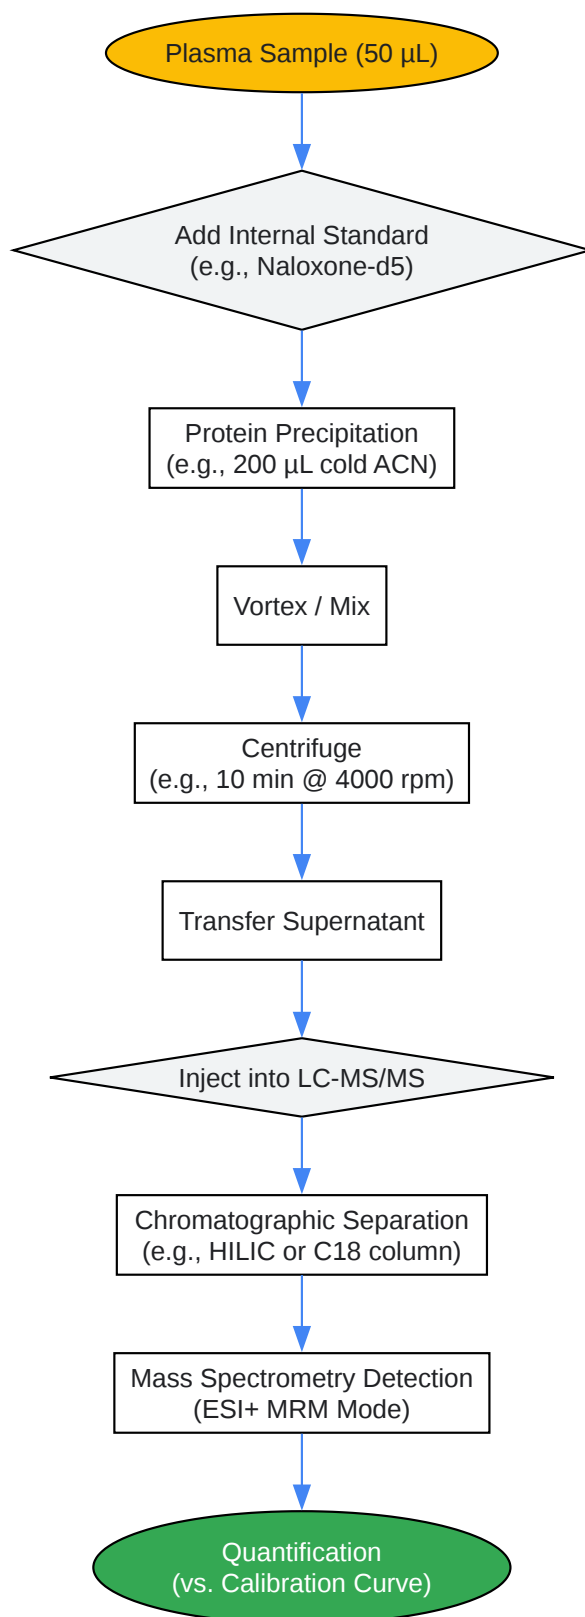 Plasma Sample (50 µL)
Add Internal Standard
(e.g., Naloxone-d5)
Protein Precipitation
(e.g., 200 µL cold ACN)
Vortex / Mix
Centrifuge
(e.g., 10 min @ 4000 rpm)
Transfer Supernatant
Inject into LC-MS/MS
Chromatographic Separation
(e.g., HILIC or C18 column)
Mass Spectrometry Detection
(ESI+ MRM Mode)
Quantification
(vs. Calibration Curve)